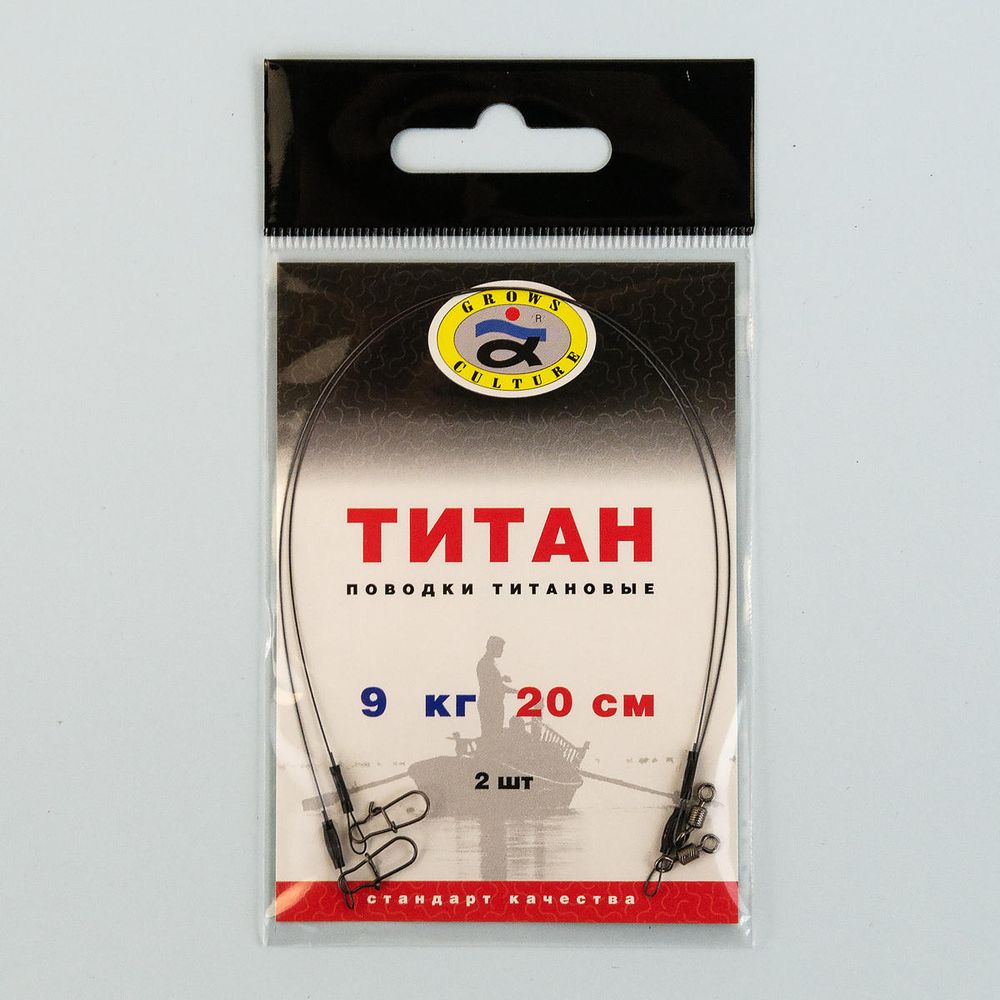 GROWS
"R"
CULTURE
ТИТАН
ПОВОДКИ ТИТАНОВЫЕ
9 кг 20 см
2 шт
стандарт качества